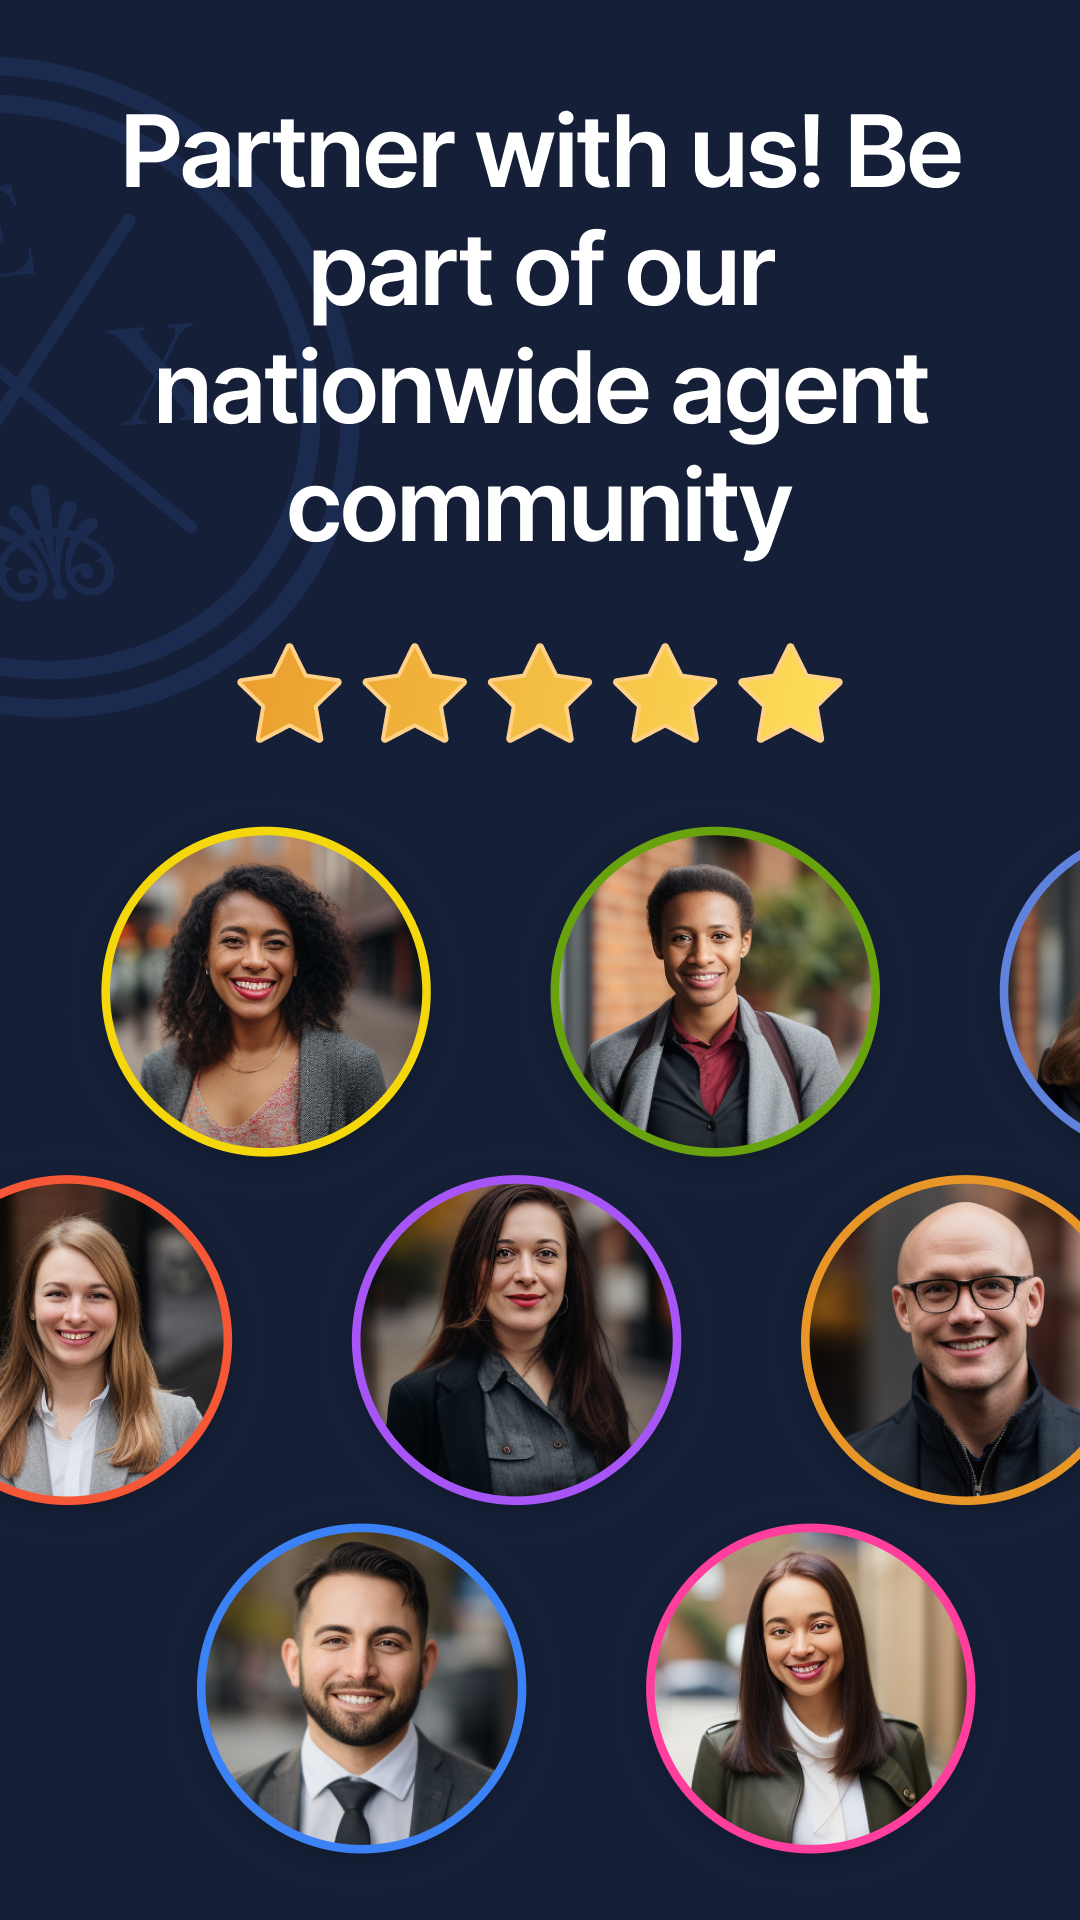 Partner with us! Be
part of our
nationwide agent
community
E
X